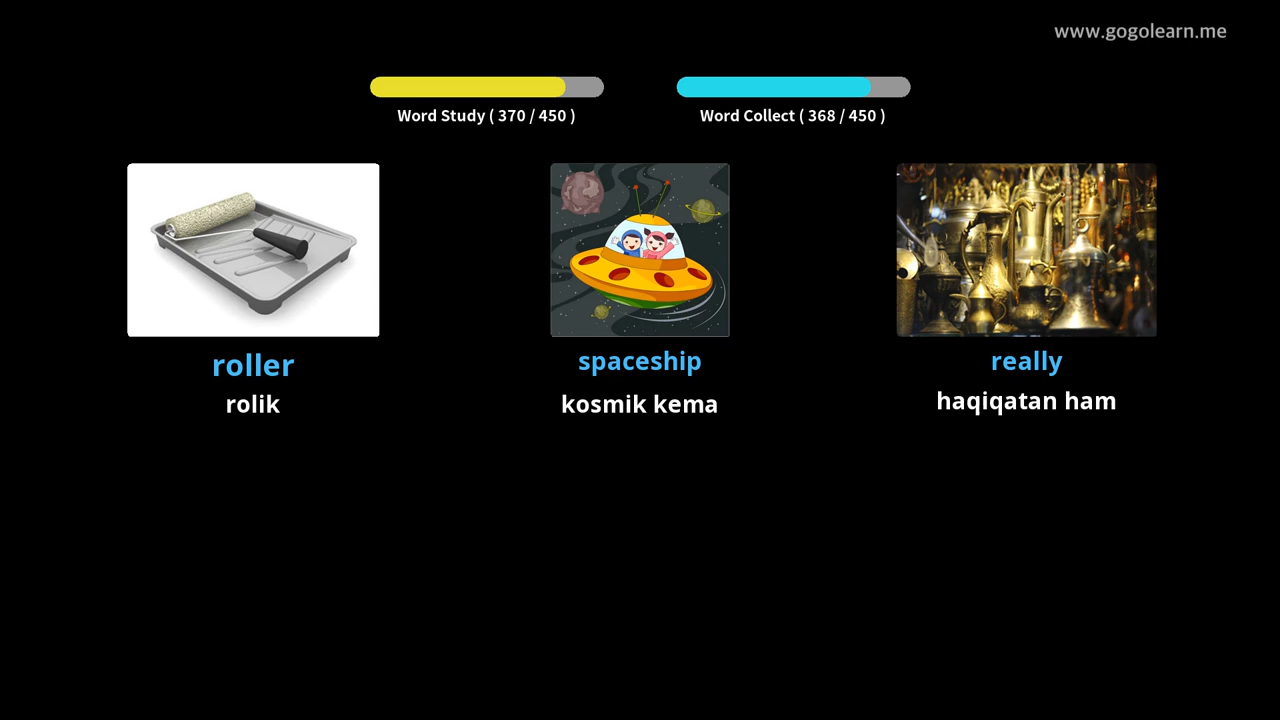 www.gogolearn.me
Word Study ( 370 / 450 )
Word Collect ( 368 / 450 )
roller
spaceship
really
rolik
kosmik kema
haqiqatan ham